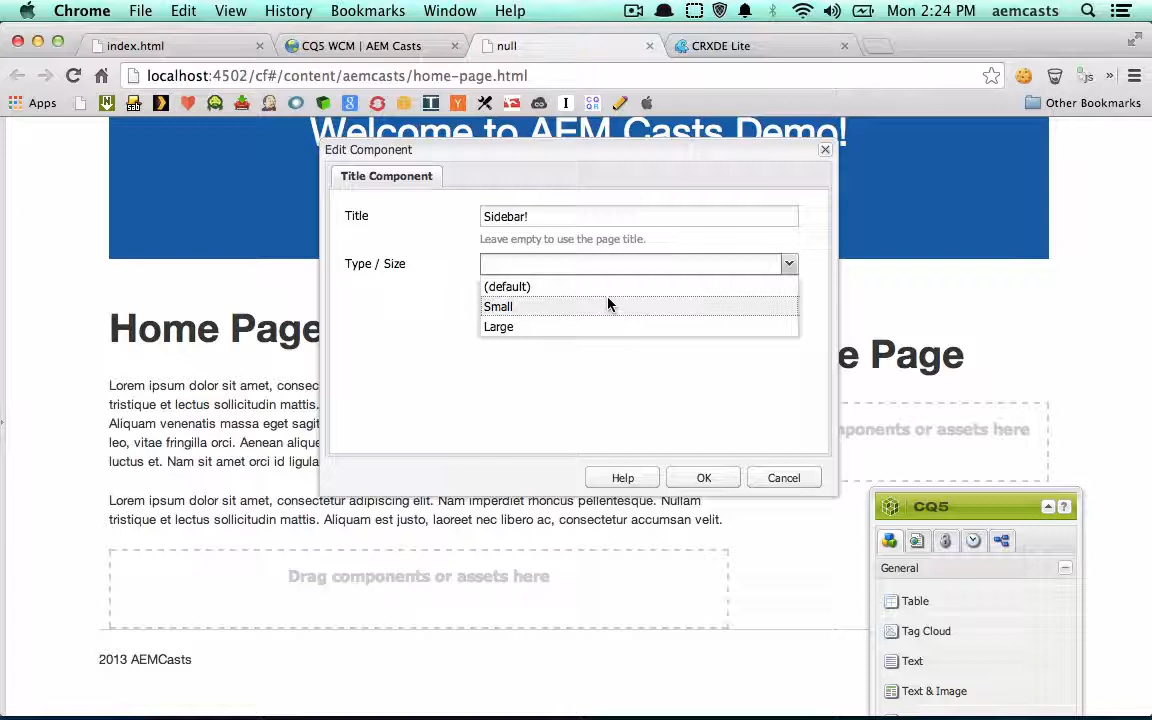 Chrome File Edit View History Bookmarks Window Help Mon 2:24 PM aemcasts
index.html CQ5 WCM | AEM Casts null CRXDE Lite
localhost:4502/cf#/content/aemcasts/home-page.html
Apps Other Bookmarks
Welcome to AEM Casts Demo!
Edit Component
Title Component
Title Sidebar!
Leave empty to use the page title.
Type / Size
(default)
Small
Large
Help OK Cancel
Home Page
e Page
Lorem ipsum dolor sit amet, consec
tristique et lectus sollicitudin mattis.
Aliquam venenatis massa eget sagit
leo, vitae fringilla orci. Aenean alique
luctus et. Nam sit amet orci id ligula
ponents or assets here
Lorem ipsum dolor sit amet, consectetur adipiscing elit. Nam imperdiet rhoncus pellentesque. Nullam
tristique et lectus sollicitudin mattis. Aliquam est justo, laoreet nec libero ac, consectetur accumsan velit.
Drag components or assets here
2013 AEMCasts
CQ5
General
Table
Tag Cloud
Text
Text & Image